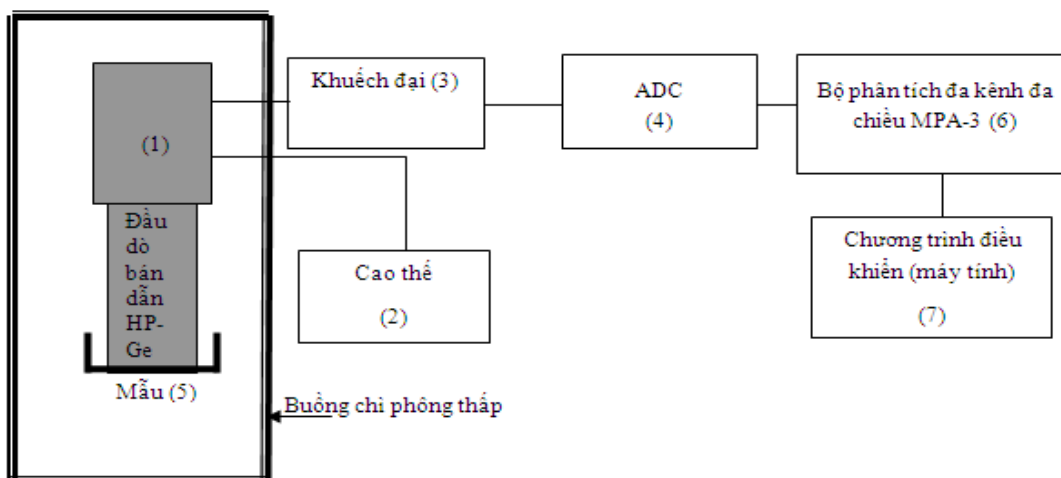 (1)
Đầu
dò
bán
dẫn
HP-
Ge
Mẫu (5)
Khuếch đại (3)
Cao thế
(2)
ADC
(4)
Bộ phân tích đa kênh đa
chiều MPA-3 (6)
Chương trình điều
khiển (máy tính)
(7)
Buồng chì phông thấp